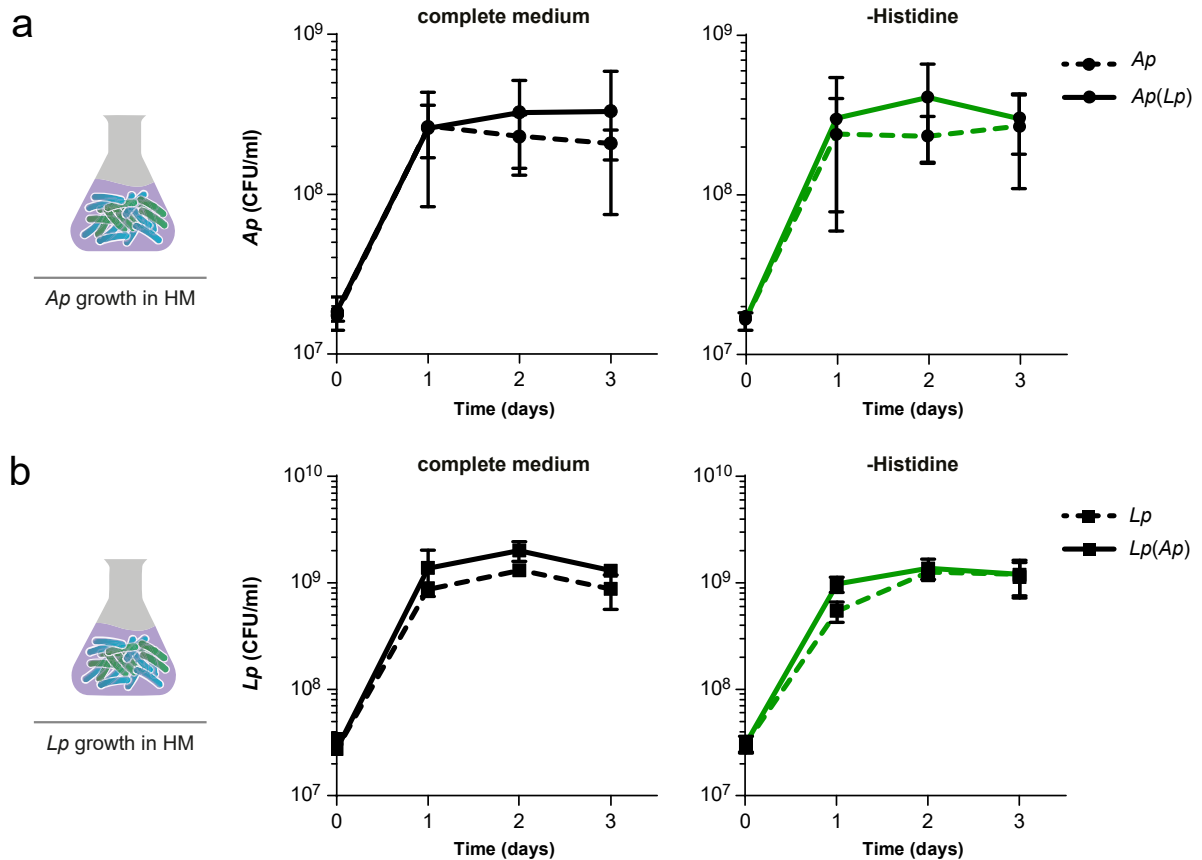 a
complete medium
-Histidine
10⁹
10⁸
10⁷
Ap (CFU/ml)
0 1 2 3
Time (days)
10⁹
10⁸
10⁷
0 1 2 3
Time (days)
Ap
Ap(Lp)
Ap growth in HM
b
complete medium
-Histidine
10¹⁰
10⁹
10⁸
10⁷
Lp (CFU/ml)
0 1 2 3
Time (days)
10¹⁰
10⁹
10⁸
10⁷
0 1 2 3
Time (days)
Lp
Lp(Ap)
Lp growth in HM